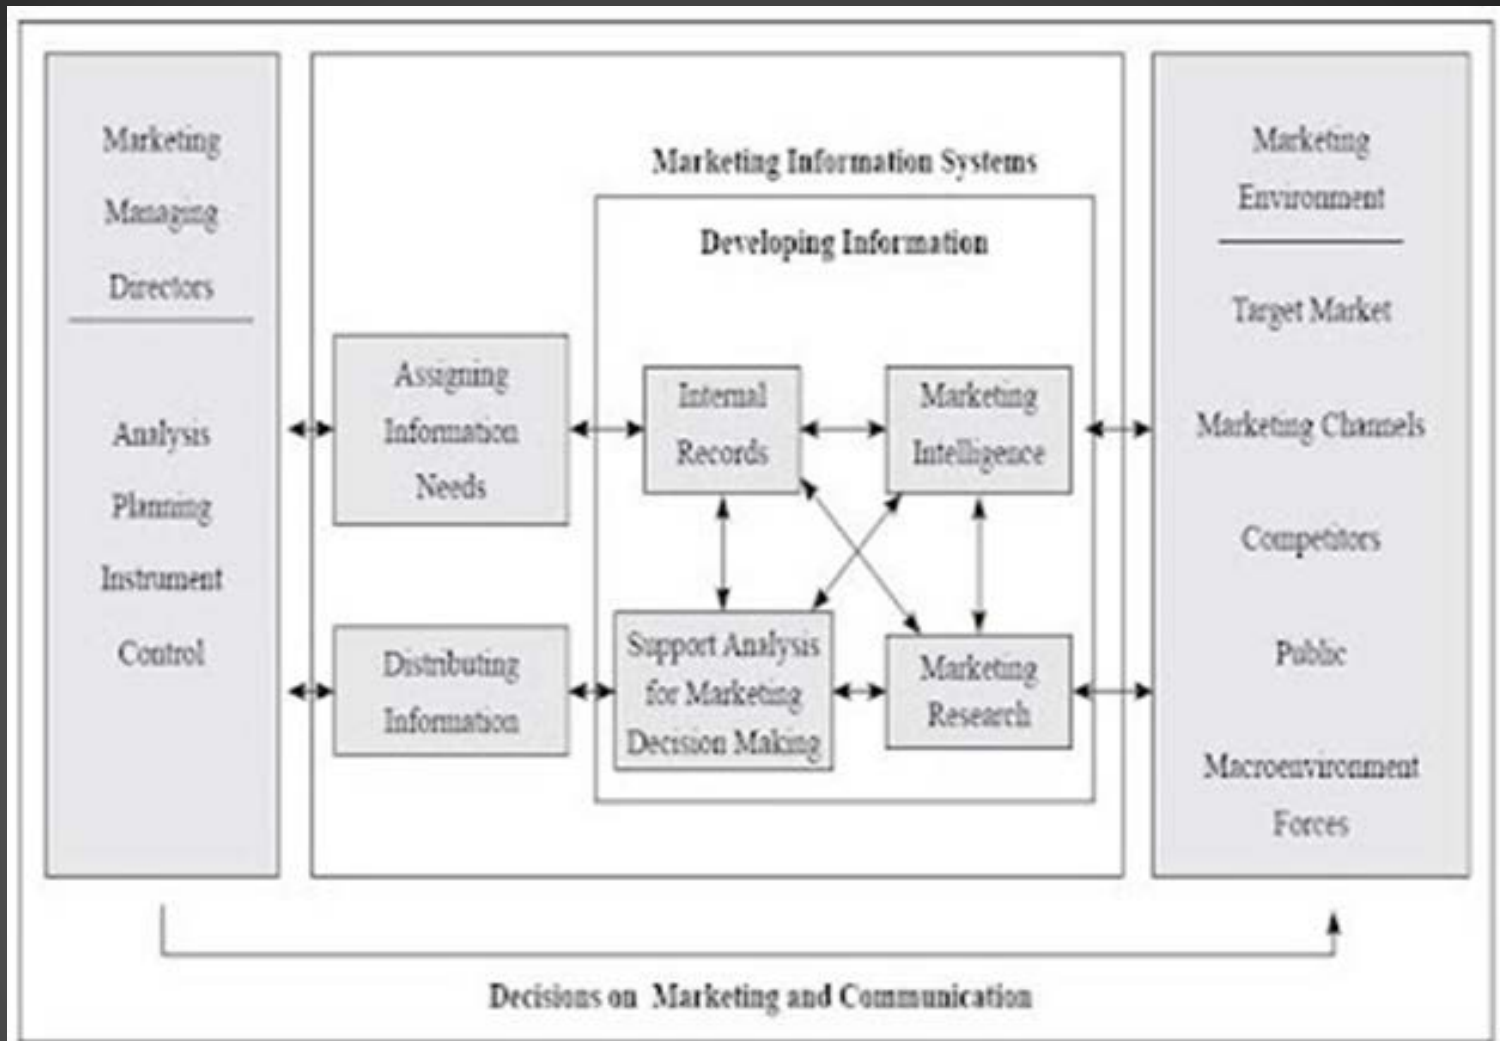 Marketing
Managing
Directors
Analysis
Planning
Instrument
Control
Marketing Information Systems
Developing Information
Assigning
Information
Needs
Internal
Records
Marketing
Intelligence
Distributing
Information
Support Analysis
for Marketing
Decision Making
Marketing
Research
Marketing
Environment
Target Market
Marketing Channels
Competitors
Public
Macroenvironment
Forces
Decisions on Marketing and Communication